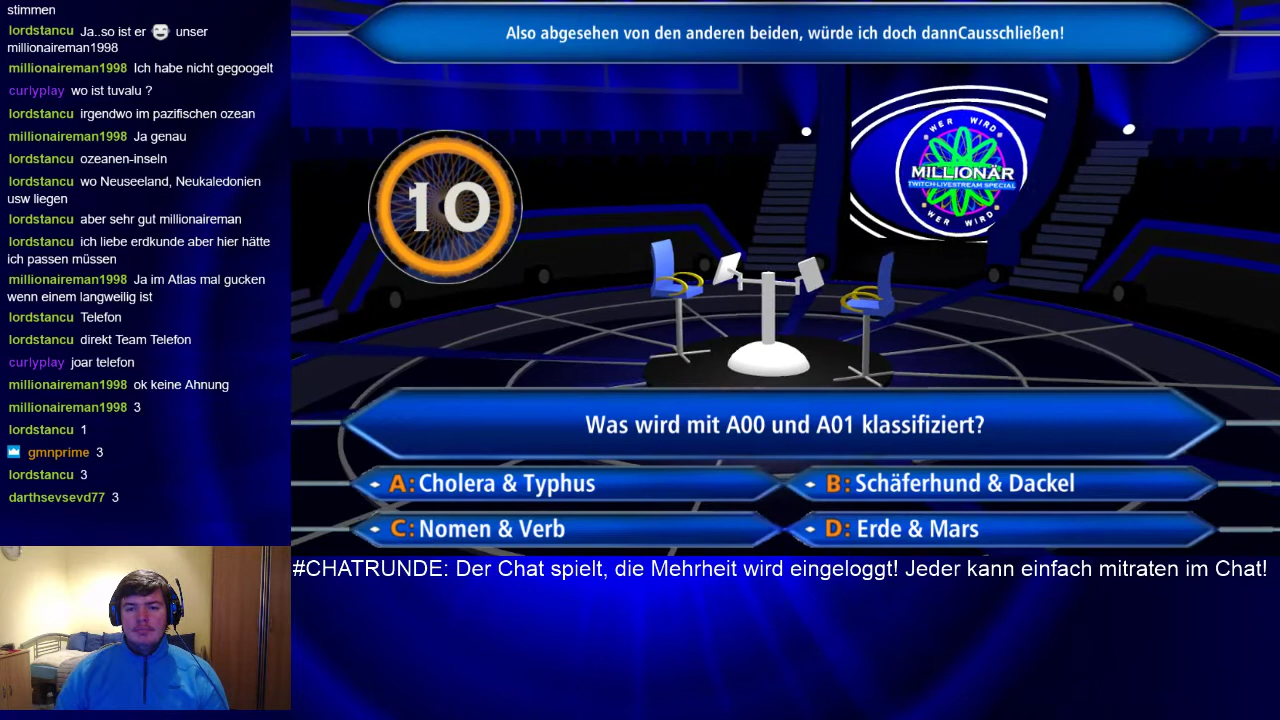 stimmen
lordstancu Ja..so ist er unser
millionaireman1998
millionaireman1998 Ich habe nicht gegoogelt
curlyplay wo ist tuvalu ?
lordstancu irgendwo im pazifischen ozean
millionaireman1998 Ja genau
lordstancu ozeanen-inseln
lordstancu wo Neuseeland, Neukaledonien
usw liegen
lordstancu aber sehr gut millionaireman
lordstancu ich liebe erdkunde aber hier hätte
ich passen müssen
millionaireman1998 Ja im Atlas mal gucken
wenn einem langweilig ist
lordstancu Telefon
lordstancu direkt Team Telefon
curlyplay joar telefon
millionaireman1998 ok keine Ahnung
millionaireman1998 3
lordstancu 1
gmnprime 3
lordstancu 3
darthsevsevd77 3
Also abgesehen von den anderen beiden, würde ich doch dannCausschließen!
10
WER WIRD
MILLIONÄR
TWITCH-LIVESTREAM SPECIAL
WER WIRD
Was wird mit A00 und A01 klassifiziert?
A: Cholera & Typhus
B: Schäferhund & Dackel
C: Nomen & Verb
D: Erde & Mars
#CHATRUNDE: Der Chat spielt, die Mehrheit wird eingeloggt! Jeder kann einfach mitraten im Chat!